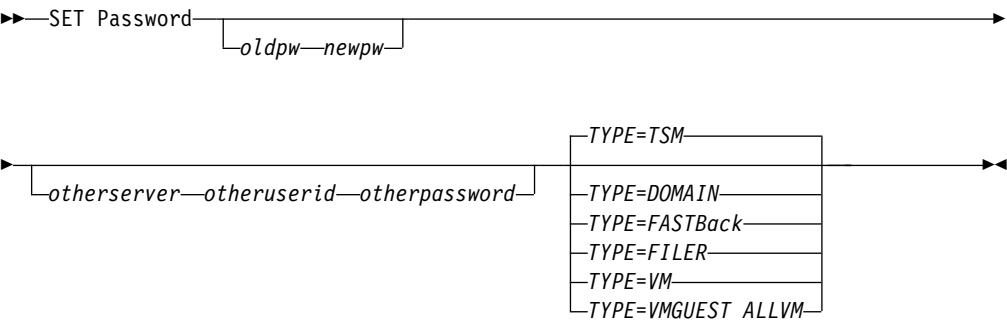 SET Password
oldpw newpw
TYPE=TSM
otherserver otheruserid otherpassword
TYPE=DOMAIN
TYPE=FASTBack
TYPE=FILER
TYPE=VM
TYPE=VMGUEST ALLVM